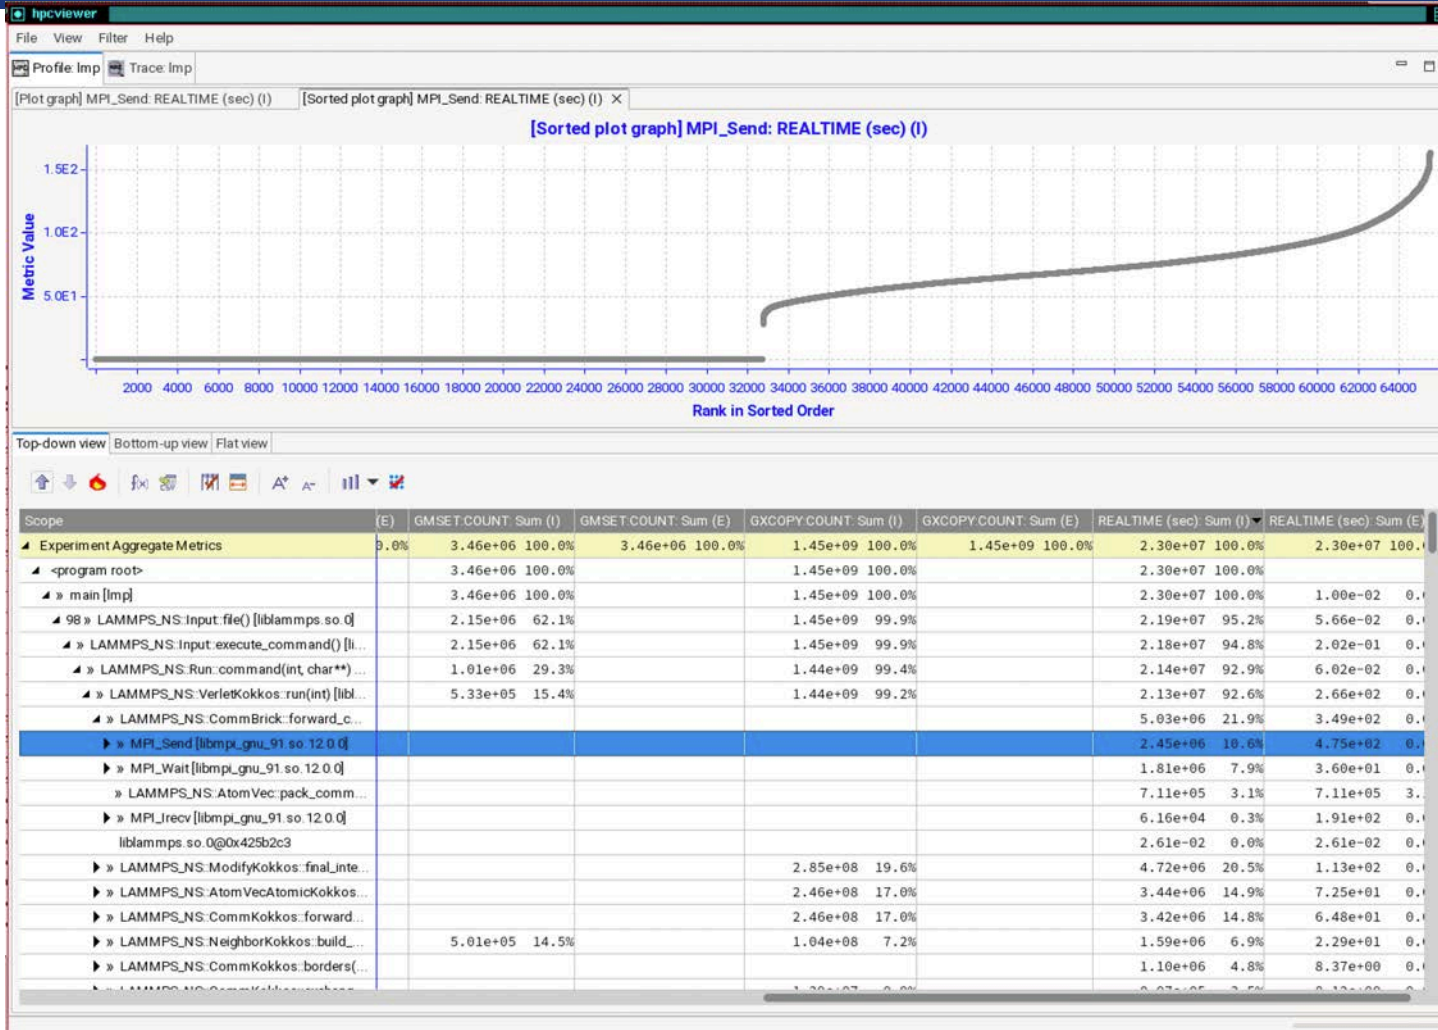 hpcviewer
File View Filter Help
Profile: lmp Trace: lmp
[Plot graph] MPI_Send: REALTIME (sec) (I) [Sorted plot graph] MPI_Send: REALTIME (sec) (I)
[Sorted plot graph] MPI_Send: REALTIME (sec) (I)
1.5E2
1.0E2
5.0E1
Metric Value
2000 4000 6000 8000 10000 12000 14000 16000 18000 20000 22000 24000 26000 28000 30000 32000 34000 36000 38000 40000 42000 44000 46000 48000 50000 52000 54000 56000 58000 60000 62000 64000
Rank in Sorted Order
Top-down view Bottom-up view Flat view
Scope (E) GMSET:COUNT: Sum (I) GMSET:COUNT: Sum (E) GXCOPY:COUNT: Sum (I) GXCOPY:COUNT: Sum (E) REALTIME (sec): Sum (I) REALTIME (sec): Sum (E)
Experiment Aggregate Metrics 0.0% 3.46e+06 100.0% 3.46e+06 100.0% 1.45e+09 100.0% 1.45e+09 100.0% 2.30e+07 100.0% 2.30e+07 100.
<program root> 3.46e+06 100.0% 1.45e+09 100.0% 2.30e+07 100.0%
» main [lmp] 3.46e+06 100.0% 1.45e+09 100.0% 2.30e+07 100.0% 1.00e-02 0.
98 » LAMMPS_NS::Input::file() [liblammps.so.0] 2.15e+06 62.1% 1.45e+09 99.9% 2.19e+07 95.2% 5.66e-02 0.
» LAMMPS_NS::Input::execute_command() [li... 2.15e+06 62.1% 1.45e+09 99.9% 2.18e+07 94.8% 2.02e-01 0.
» LAMMPS_NS::Run::command(int, char**) ... 1.01e+06 29.3% 1.44e+09 99.4% 2.14e+07 92.9% 6.02e-02 0.
» LAMMPS_NS::VerletKokkos::run(int) [libl... 5.33e+05 15.4% 1.44e+09 99.2% 2.13e+07 92.6% 2.66e+02 0.
» LAMMPS_NS::CommBrick::forward_c... 5.03e+06 21.9% 3.49e+02 0.
» MPI_Send [libmpi_gnu_91.so.12.0.0] 2.45e+06 10.6% 4.75e+02 0.
» MPI_Wait [libmpi_gnu_91.so.12.0.0] 1.81e+06 7.9% 3.60e+01 0.
» LAMMPS_NS::AtomVec::pack_comm... 7.11e+05 3.1% 7.11e+05 3.
» MPI_Irecv [libmpi_gnu_91.so.12.0.0] 6.16e+04 0.3% 1.91e+02 0.
liblammps.so.0@0x425b2c3 2.61e-02 0.0% 2.61e-02 0.
» LAMMPS_NS::ModifyKokkos::final_inte... 2.85e+08 19.6% 4.72e+06 20.5% 1.13e+02 0.
» LAMMPS_NS::AtomVecAtomicKokkos... 2.46e+08 17.0% 3.44e+06 14.9% 7.25e+01 0.
» LAMMPS_NS::CommKokkos::forward... 2.46e+08 17.0% 3.42e+06 14.8% 6.48e+01 0.
» LAMMPS_NS::NeighborKokkos::build_... 5.01e+05 14.5% 1.04e+08 7.2% 1.59e+06 6.9% 2.29e+01 0.
» LAMMPS_NS::CommKokkos::borders(... 1.10e+06 4.8% 8.37e+00 0.